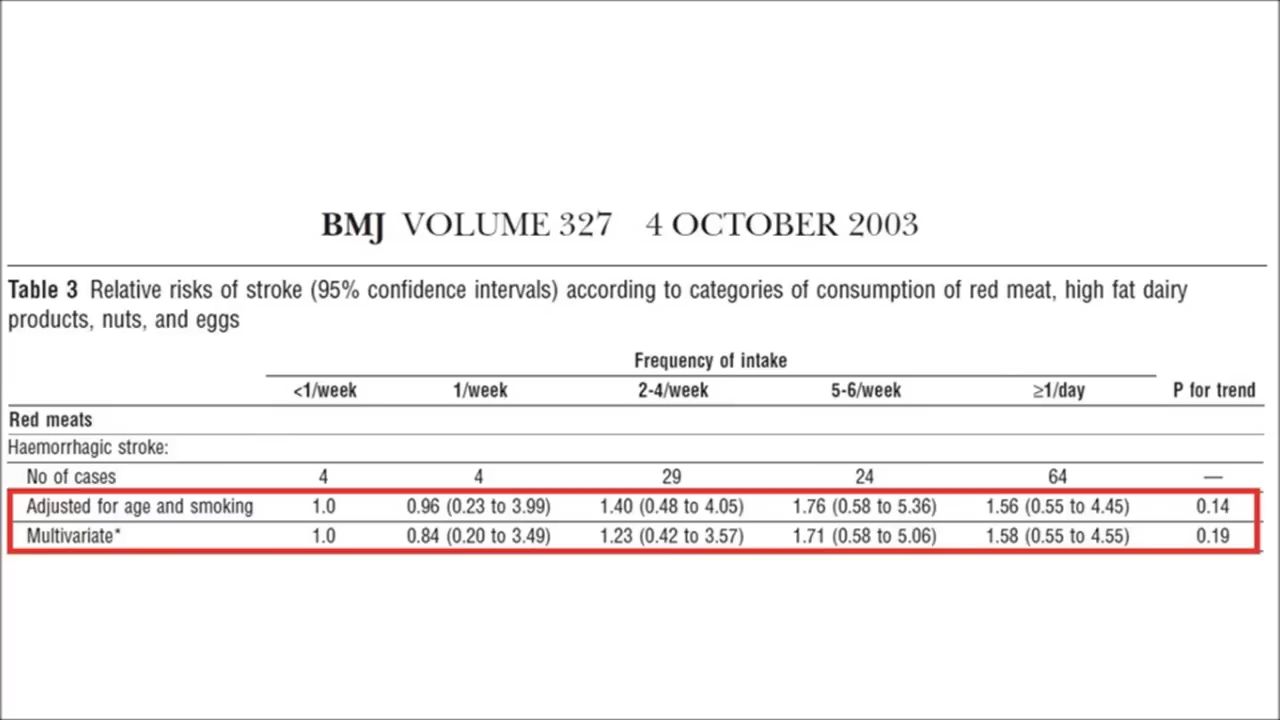 BMJ VOLUME 327 4 OCTOBER 2003
Table 3 Relative risks of stroke (95% confidence intervals) according to categories of consumption of red meat, high fat dairy
products, nuts, and eggs
Frequency of intake
<1/week 1/week 2-4/week 5-6/week ≥1/day P for trend
Red meats
Haemorrhagic stroke:
No of cases 4 4 29 24 64 —
Adjusted for age and smoking 1.0 0.96 (0.23 to 3.99) 1.40 (0.48 to 4.05) 1.76 (0.58 to 5.36) 1.56 (0.55 to 4.45) 0.14
Multivariate* 1.0 0.84 (0.20 to 3.49) 1.23 (0.42 to 3.57) 1.71 (0.58 to 5.06) 1.58 (0.55 to 4.55) 0.19